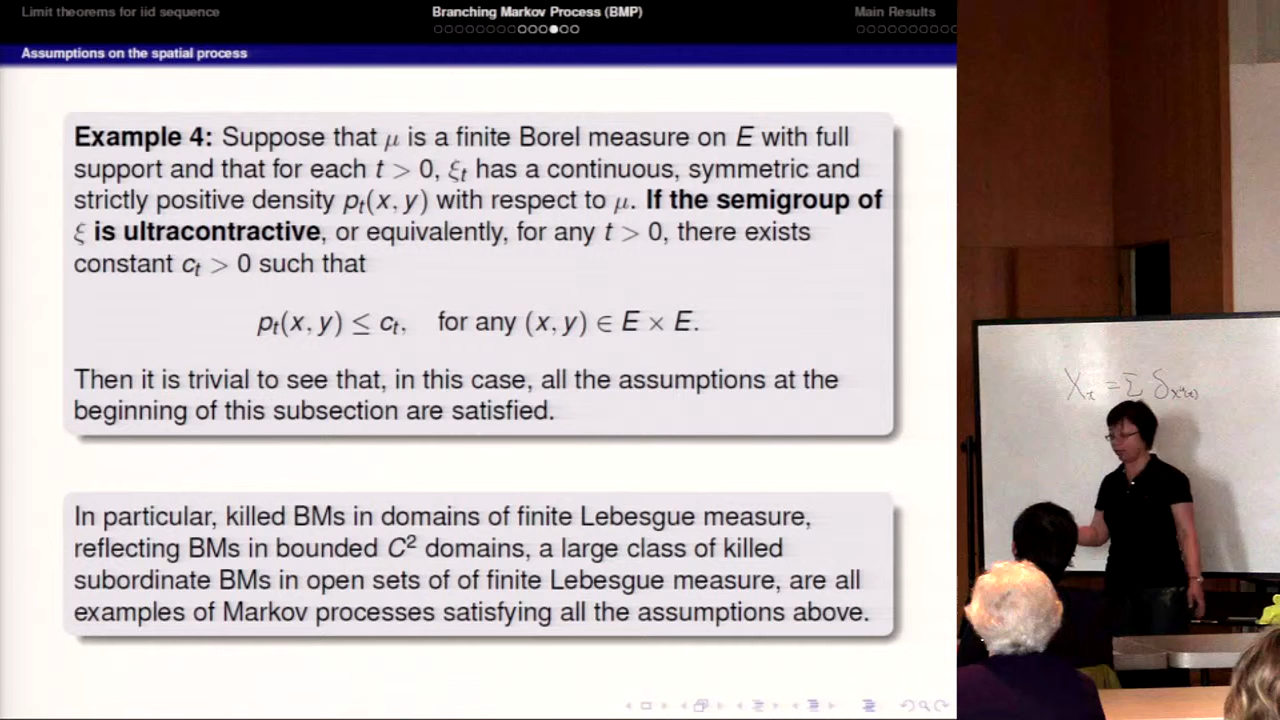 Limit theorems for iid sequence
Branching Markov Process (BMP)
Main Results
Assumptions on the spatial process
Example 4: Suppose that μ is a finite Borel measure on E with full
support and that for each t > 0, ξₜ has a continuous, symmetric and
strictly positive density pₜ(x, y) with respect to μ. If the semigroup of
ξ is ultracontractive, or equivalently, for any t > 0, there exists
constant cₜ > 0 such that
pₜ(x, y) ≤ cₜ, for any (x, y) ∈ E × E.
Then it is trivial to see that, in this case, all the assumptions at the
beginning of this subsection are satisfied.
In particular, killed BMs in domains of finite Lebesgue measure,
reflecting BMs in bounded C² domains, a large class of killed
subordinate BMs in open sets of of finite Lebesgue measure, are all
examples of Markov processes satisfying all the assumptions above.
Xₜ = Σ δ